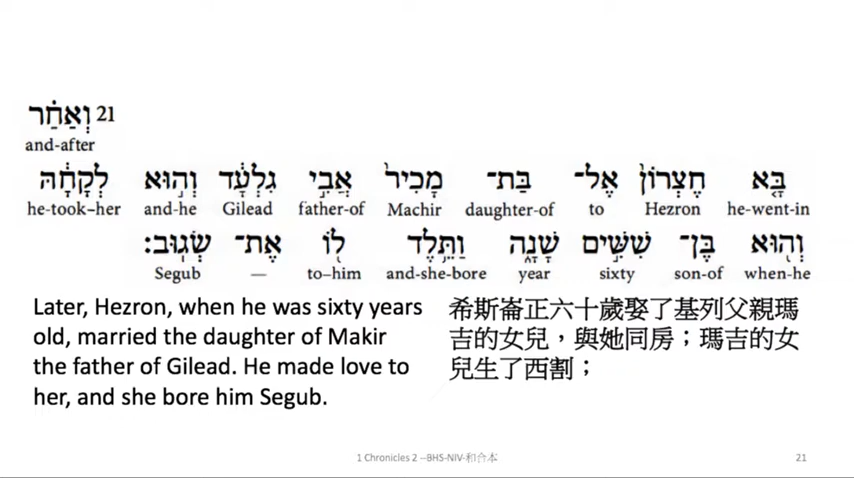 21 וְאַחַ֗ר
and-after
בָּ֣א חֶצְרוֹן֙ אֶל־ בַּת־ מָכִיר֙ אֲבִ֣י גִלְעָ֔ד וְה֣וּא לְקָחָ֔הּ
he-took-her and-he Gilead father-of Machir daughter-of to Hezron he-went-in
וְה֖וּא בֶּן־ שִׁשִּׁ֣ים שָׁנָ֑ה וַתֵּ֥לֶד ל֖וֹ אֶת־ שְׂגֽוּב׃
Segub — to-him and-she-bore year sixty son-of when-he
Later, Hezron, when he was sixty years
old, married the daughter of Makir
the father of Gilead. He made love to
her, and she bore him Segub.
希斯崙正六十歲娶了基列父親瑪
吉的女兒，與她同房；瑪吉的女
兒生了西割；
1 Chronicles 2 --BHS-NIV-和合本
21